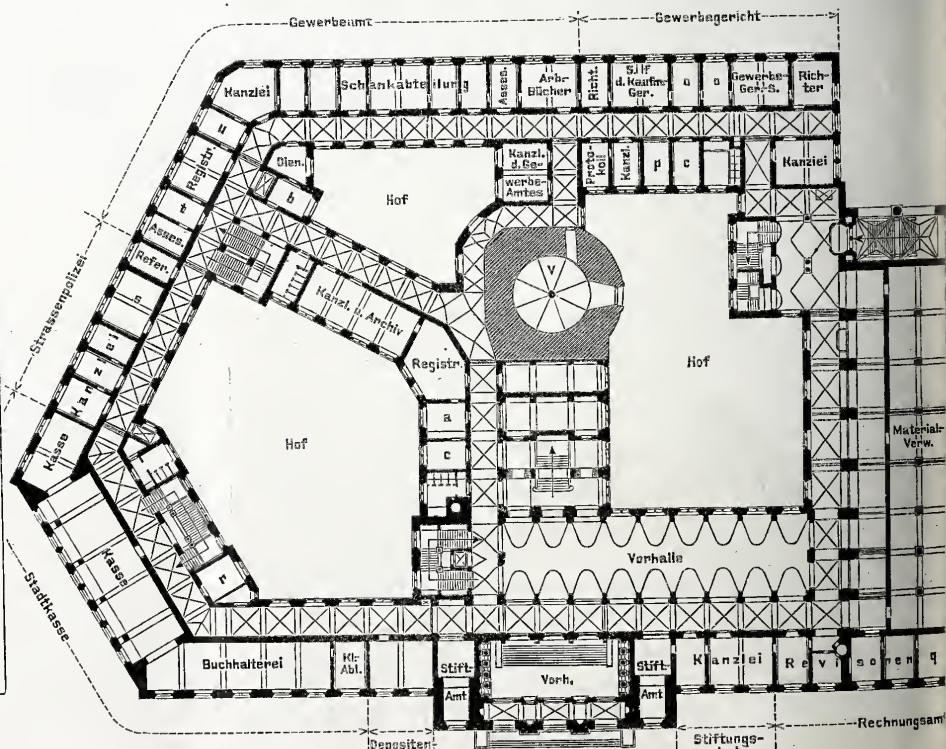 Gewerbeamt
Gewerbegericht
Kanzlei
Schankabteilung
Asses.
Arb.-
Bücher
Richt.
S. 1 f
d. Kaufm.
Ger.
o
o
Gewerbe-
Ger.-S.
Rich-
ter
u
Registr.
t
Asses.
Refer.
s
Kanzlei
Kasse
Strassenpolizei
Dien.
b
Hof
Kanzl.
d. Ge-
werbe-
Amtes
Proto-
koll
Kanzl.
p
c
Kanzlei
V
Kanzl. u. Archiv
Registr.
a
c
Hof
Hof
Material-
Verw.
Vorhalle
Kasse
r
Stadtkasse
Buchhalterei
Kl.-
Abt.
Stift.-
Amt
Vorh.
Stift.-
Amt
Kanzlei
Revisoren
q
Depositen-
Stiftungs-
Rechnungsamt